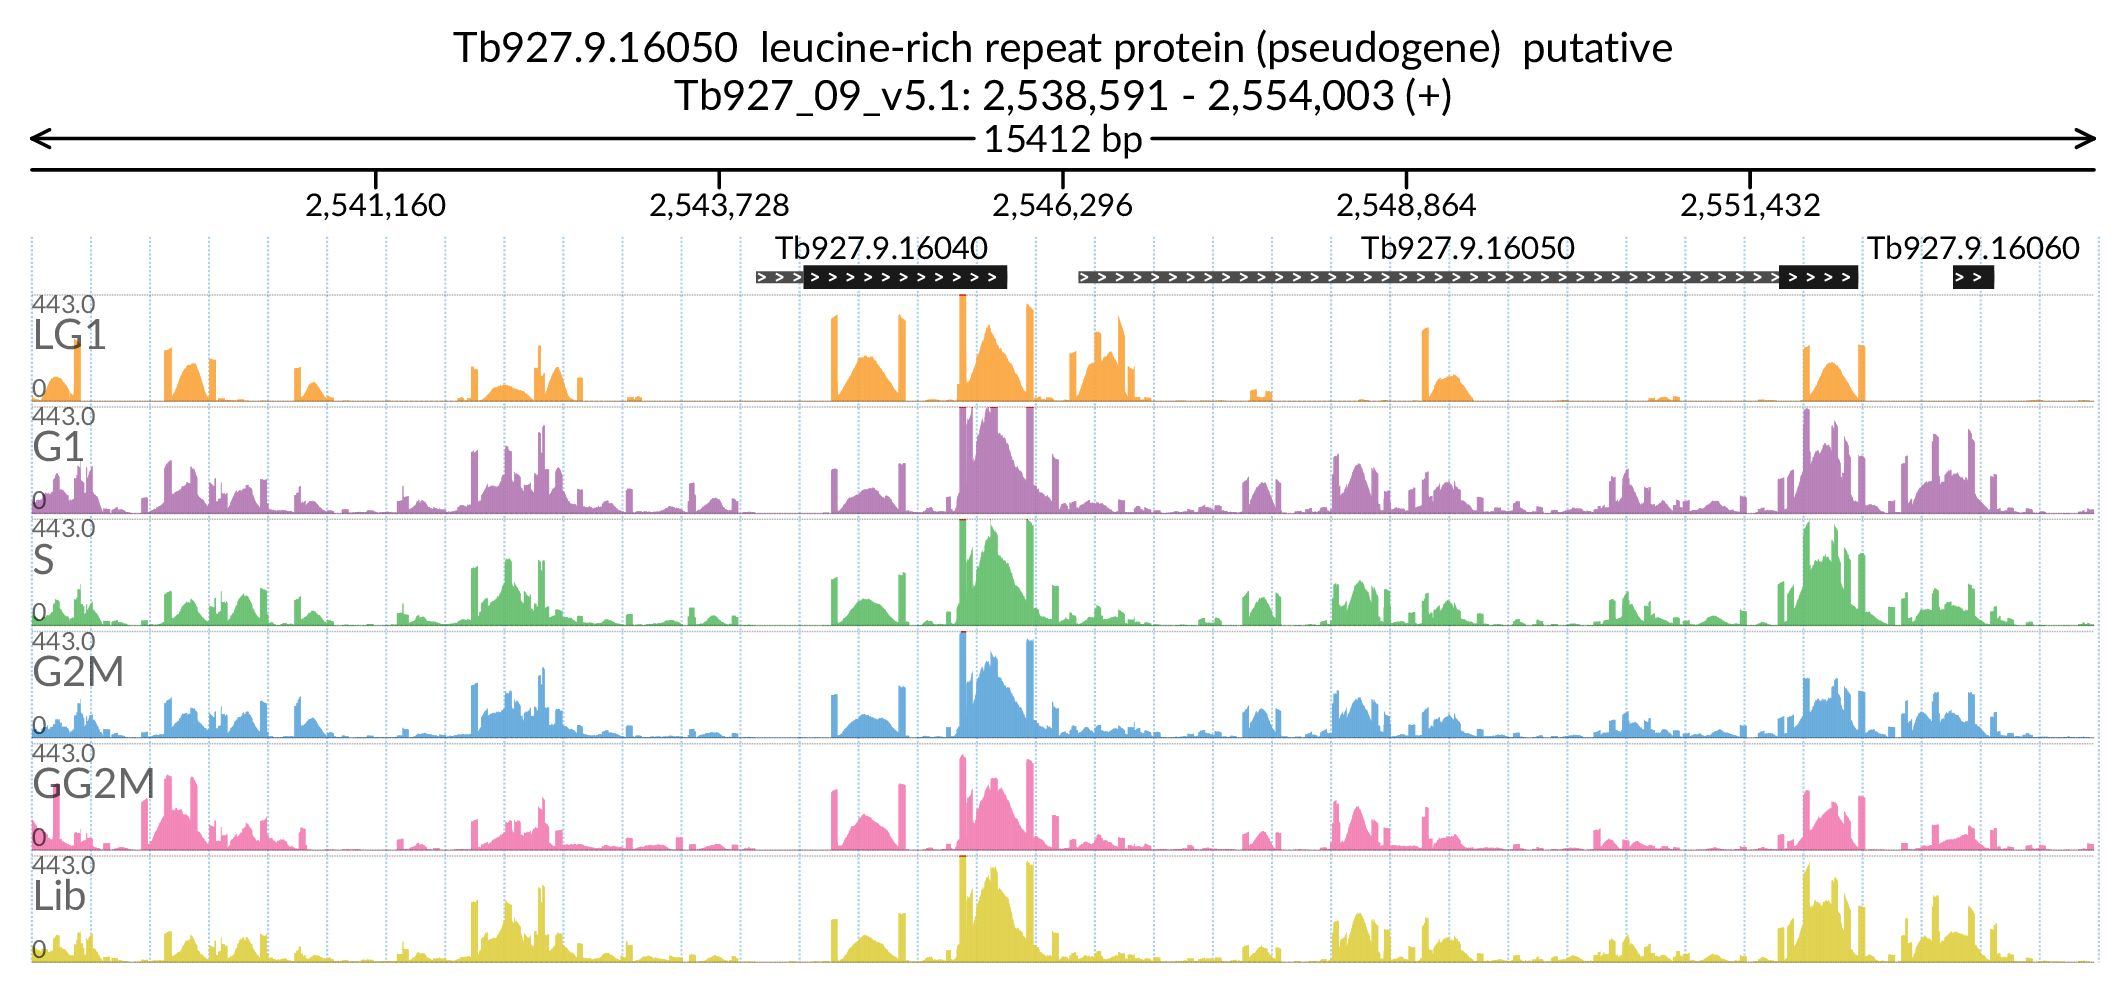 Tb927.9.16050 leucine-rich repeat protein (pseudogene) putative
Tb927_09_v5.1: 2,538,591 - 2,554,003 (+)
15412 bp
2,541,160 2,543,728 2,546,296 2,548,864 2,551,432
Tb927.9.16040 Tb927.9.16050 Tb927.9.16060
443.0
LG1
0
443.0
G1
0
443.0
S
0
443.0
G2M
0
443.0
GG2M
0
443.0
Lib
0